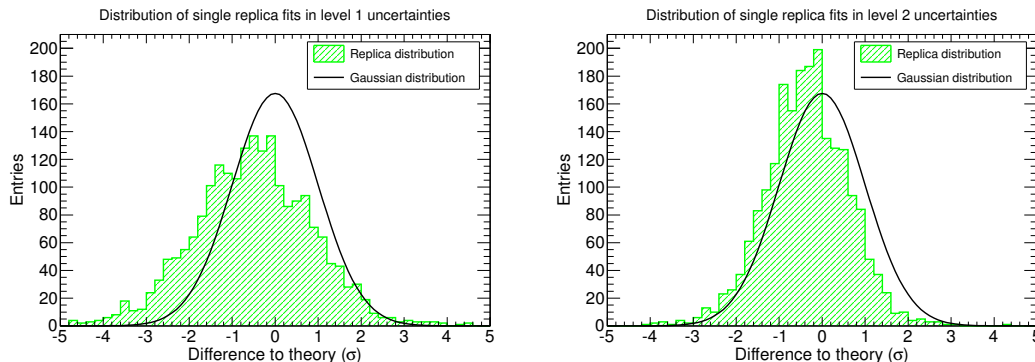 Distribution of single replica fits in level 1 uncertainties
Entries
200
180
160
140
120
100
80
60
40
20
0
Replica distribution
Gaussian distribution
-5 -4 -3 -2 -1 0 1 2 3 4 5
Difference to theory (σ)
Distribution of single replica fits in level 2 uncertainties
Entries
200
180
160
140
120
100
80
60
40
20
0
Replica distribution
Gaussian distribution
-5 -4 -3 -2 -1 0 1 2 3 4 5
Difference to theory (σ)